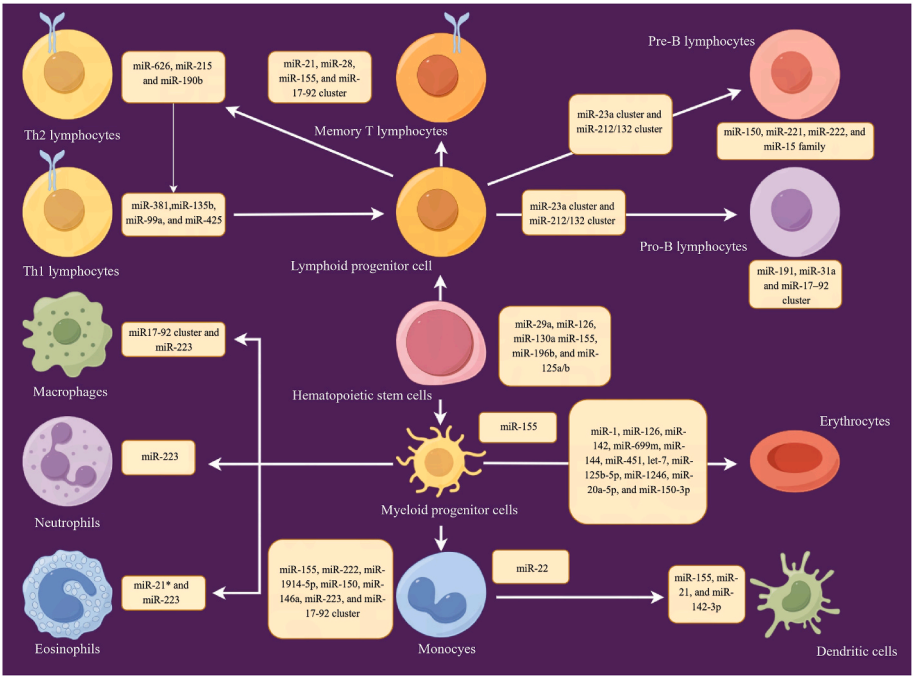 miR-626, miR-215
and miR-190b
Th2 lymphocytes
miR-21, miR-28,
miR-155, and miR-
17-92 cluster
Memory T lymphocytes
Pre-B lymphocytes
miR-23a cluster and
miR-212/132 cluster
miR-150, miR-221, miR-222, and
miR-15 family
miR-381,miR-135b,
miR-99a, and miR-425
Th1 lymphocytes
Lymphoid progenitor cell
miR-23a cluster and
miR-212/132 cluster
Pro-B lymphocytes
miR-191, miR-31a
and miR-17–92
cluster
miR17-92 cluster and
miR-223
Macrophages
Hematopoietic stem cells
miR-29a, miR-126,
miR-130a miR-155,
miR-196b, and miR-
125a/b
miR-155
miR-1, miR-126, miR-
142, miR-699m, miR-
144, miR-451, let-7, miR-
125b-5p, miR-1246, miR-
20a-5p, and miR-150-3p
Erythrocytes
miR-223
Neutrophils
Myeloid progenitor cells
miR-21* and
miR-223
Eosinophils
miR-155, miR-222, miR-
1914-5p, miR-150, miR-
146a, miR-223, and miR-
17-92 cluster
Monocyes
miR-22
miR-155, miR-
21, and miR-
142-3p
Dendritic cells